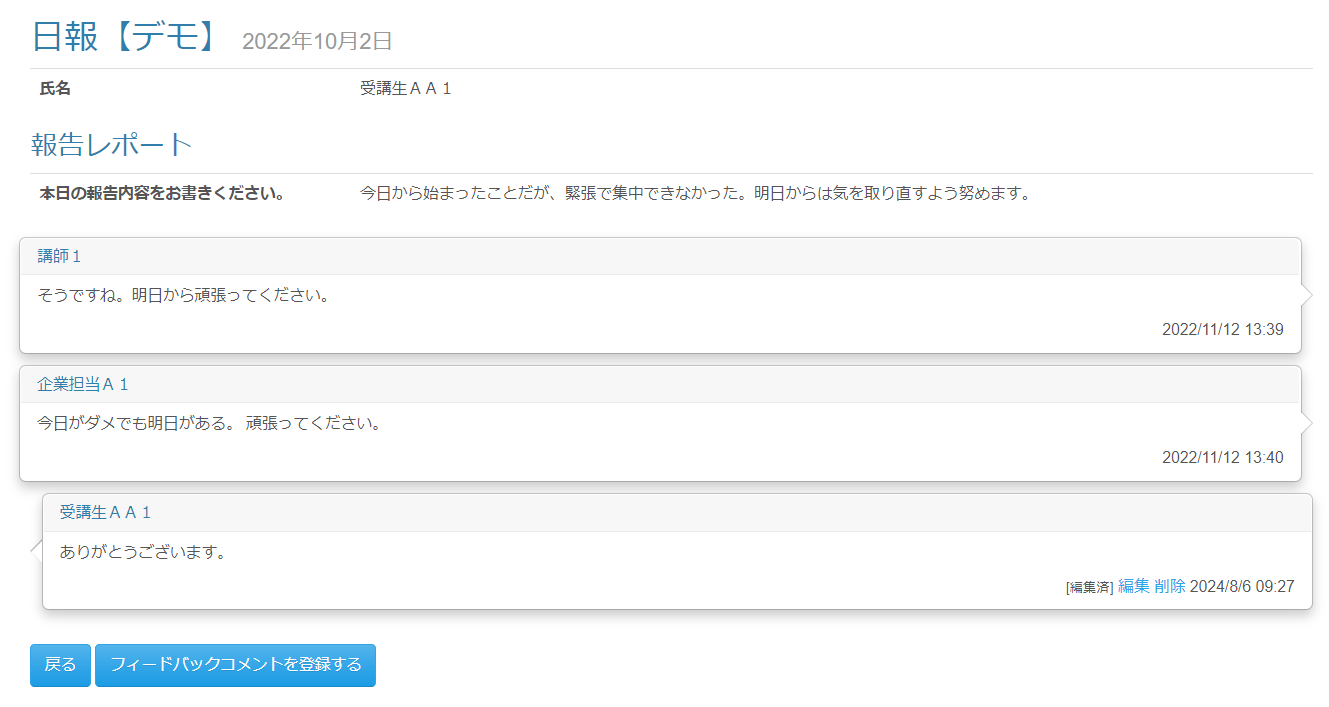 日報【デモ】 2022年10月2日
氏名 受講生ＡＡ１
報告レポート
本日の報告内容をお書きください。 今日から始まったことだが、緊張で集中できなかった。明日からは気を取り直すよう努めます。
講師１
そうですね。明日から頑張ってください。
2022/11/12 13:39
企業担当Ａ１
今日がダメでも明日がある。 頑張ってください。
2022/11/12 13:40
受講生ＡＡ１
ありがとうございます。
[編集済] 編集 削除 2024/8/6 09:27
戻る フィードバックコメントを登録する